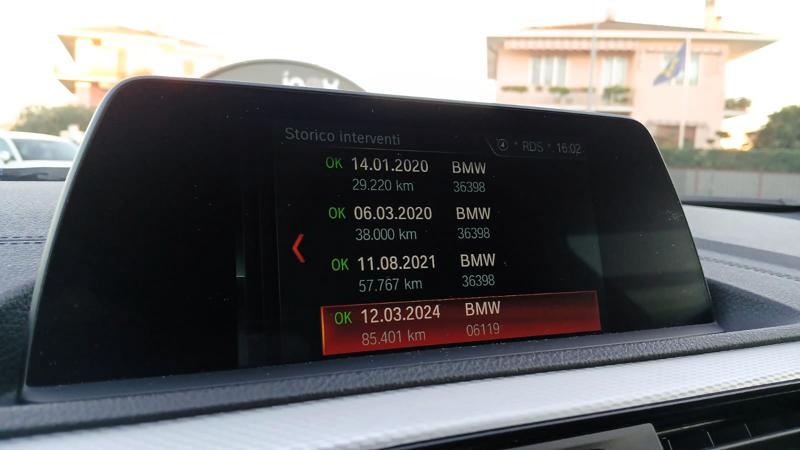 Storico interventi
* RDS * 16:02
OK 14.01.2020 BMW
29.220 km 36398
OK 06.03.2020 BMW
38.000 km 36398
OK 11.08.2021 BMW
57.767 km 36398
OK 12.03.2024 BMW
85.401 km 06119